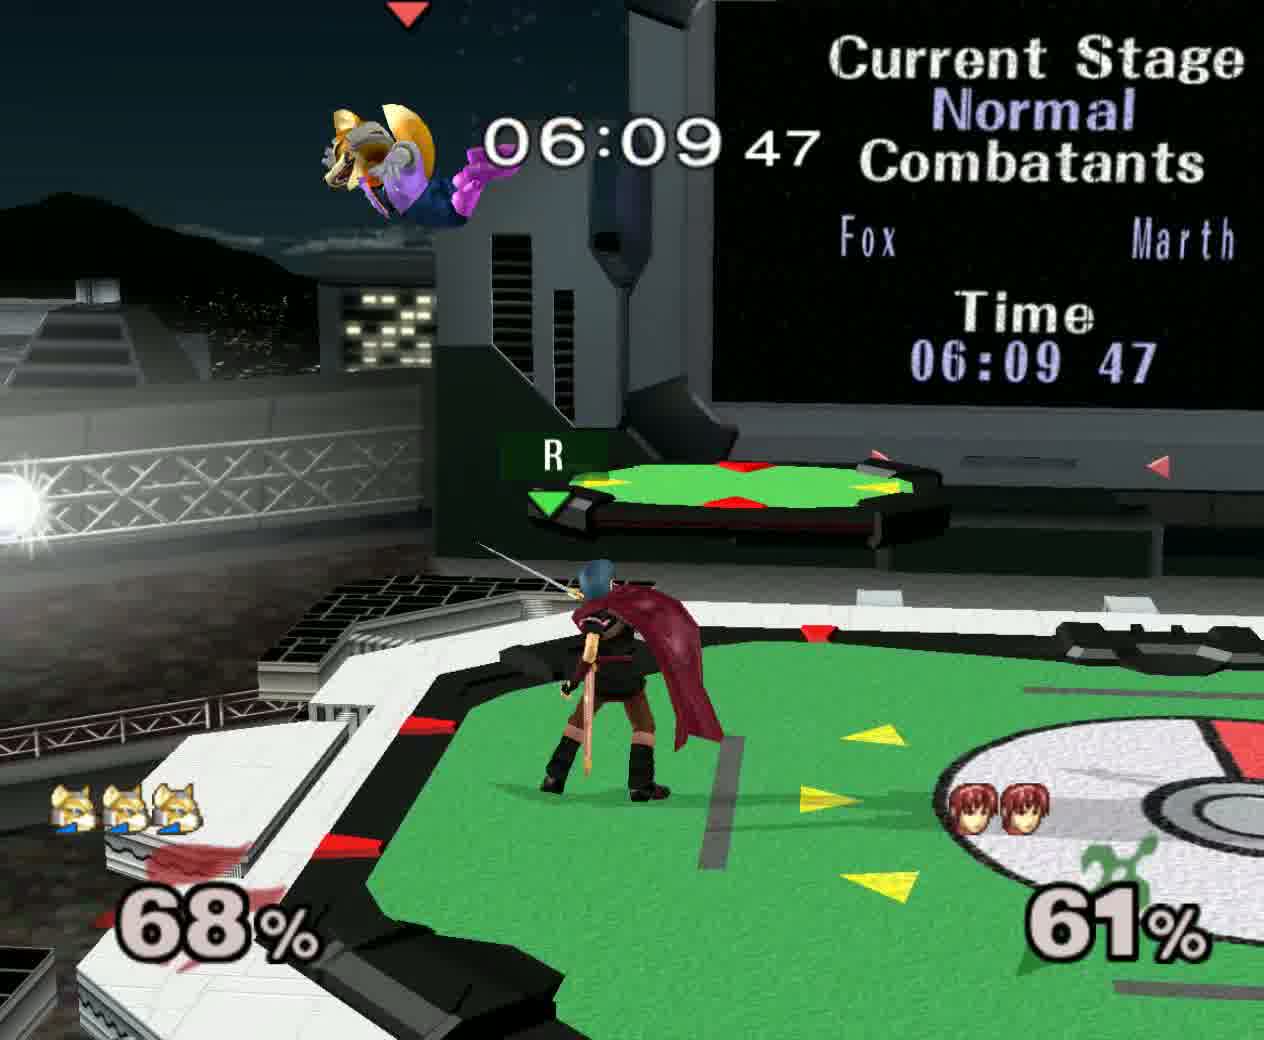 Current Stage
Normal
Combatants
Fox Marth
Time
06:09 47
06:09 47
R
68%
61%